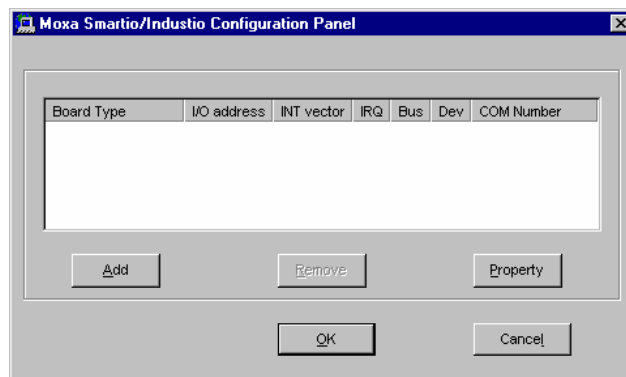 Moxa Smartio/Industio Configuration Panel
Board Type I/O address INT vector IRQ Bus Dev COM Number
Add Remove Property
OK Cancel